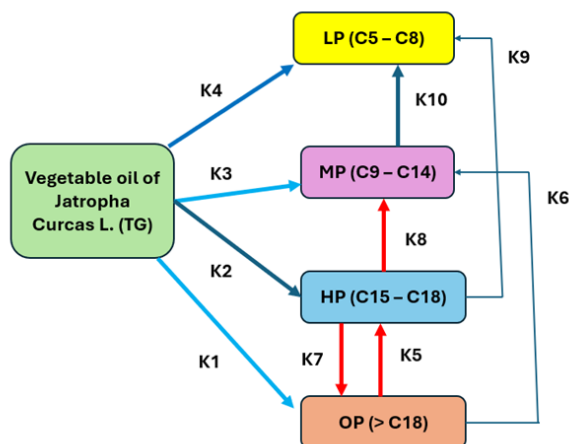 LP (C5 – C8)
K9
K4
K10
Vegetable oil of
Jatropha
Curcas L. (TG)
K3
MP (C9 – C14)
K6
K8
K2
HP (C15 – C18)
K1
K7
K5
OP (> C18)